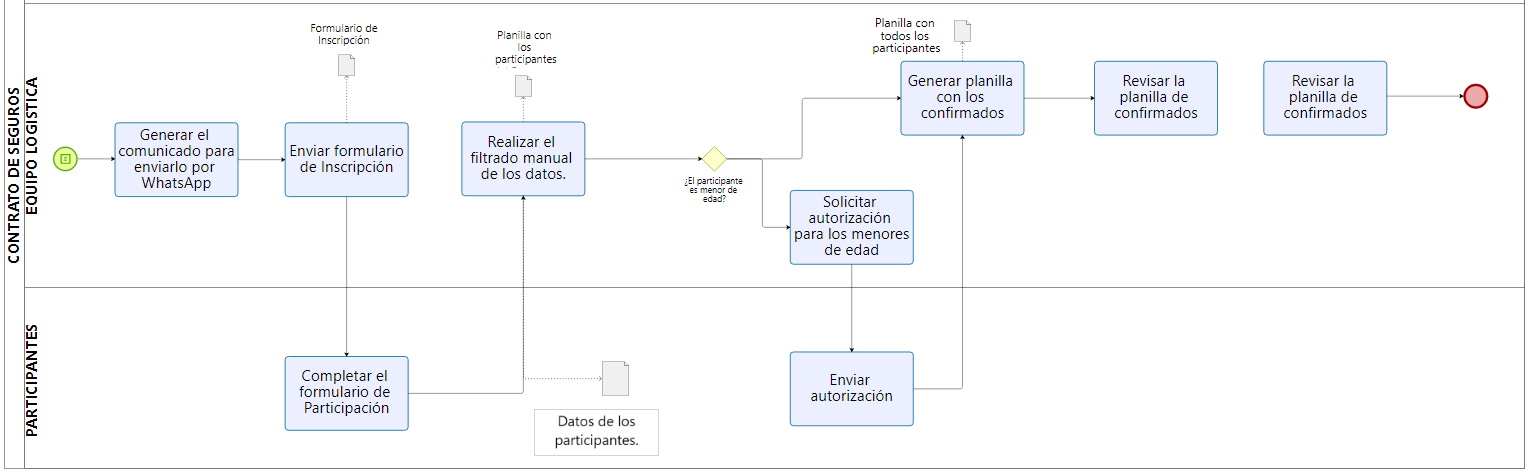 CONTRATO DE SEGUROS
EQUIPO LOGISTICA
Formulario de
Inscripción
Planilla con
los
participantes
Planilla con
todos los
participantes
Generar el
comunicado para
enviarlo por
WhatsApp
Enviar formulario
de Inscripción
Realizar el
filtrado manual
de los datos.
¿El participante
es menor de
edad?
Solicitar
autorización
para los menores
de edad
Generar planilla
con los
confirmados
Revisar la
planilla de
confirmados
Revisar la
planilla de
confirmados
PARTICIPANTES
Completar el
formulario de
Participación
Datos de los
participantes.
Enviar
autorización